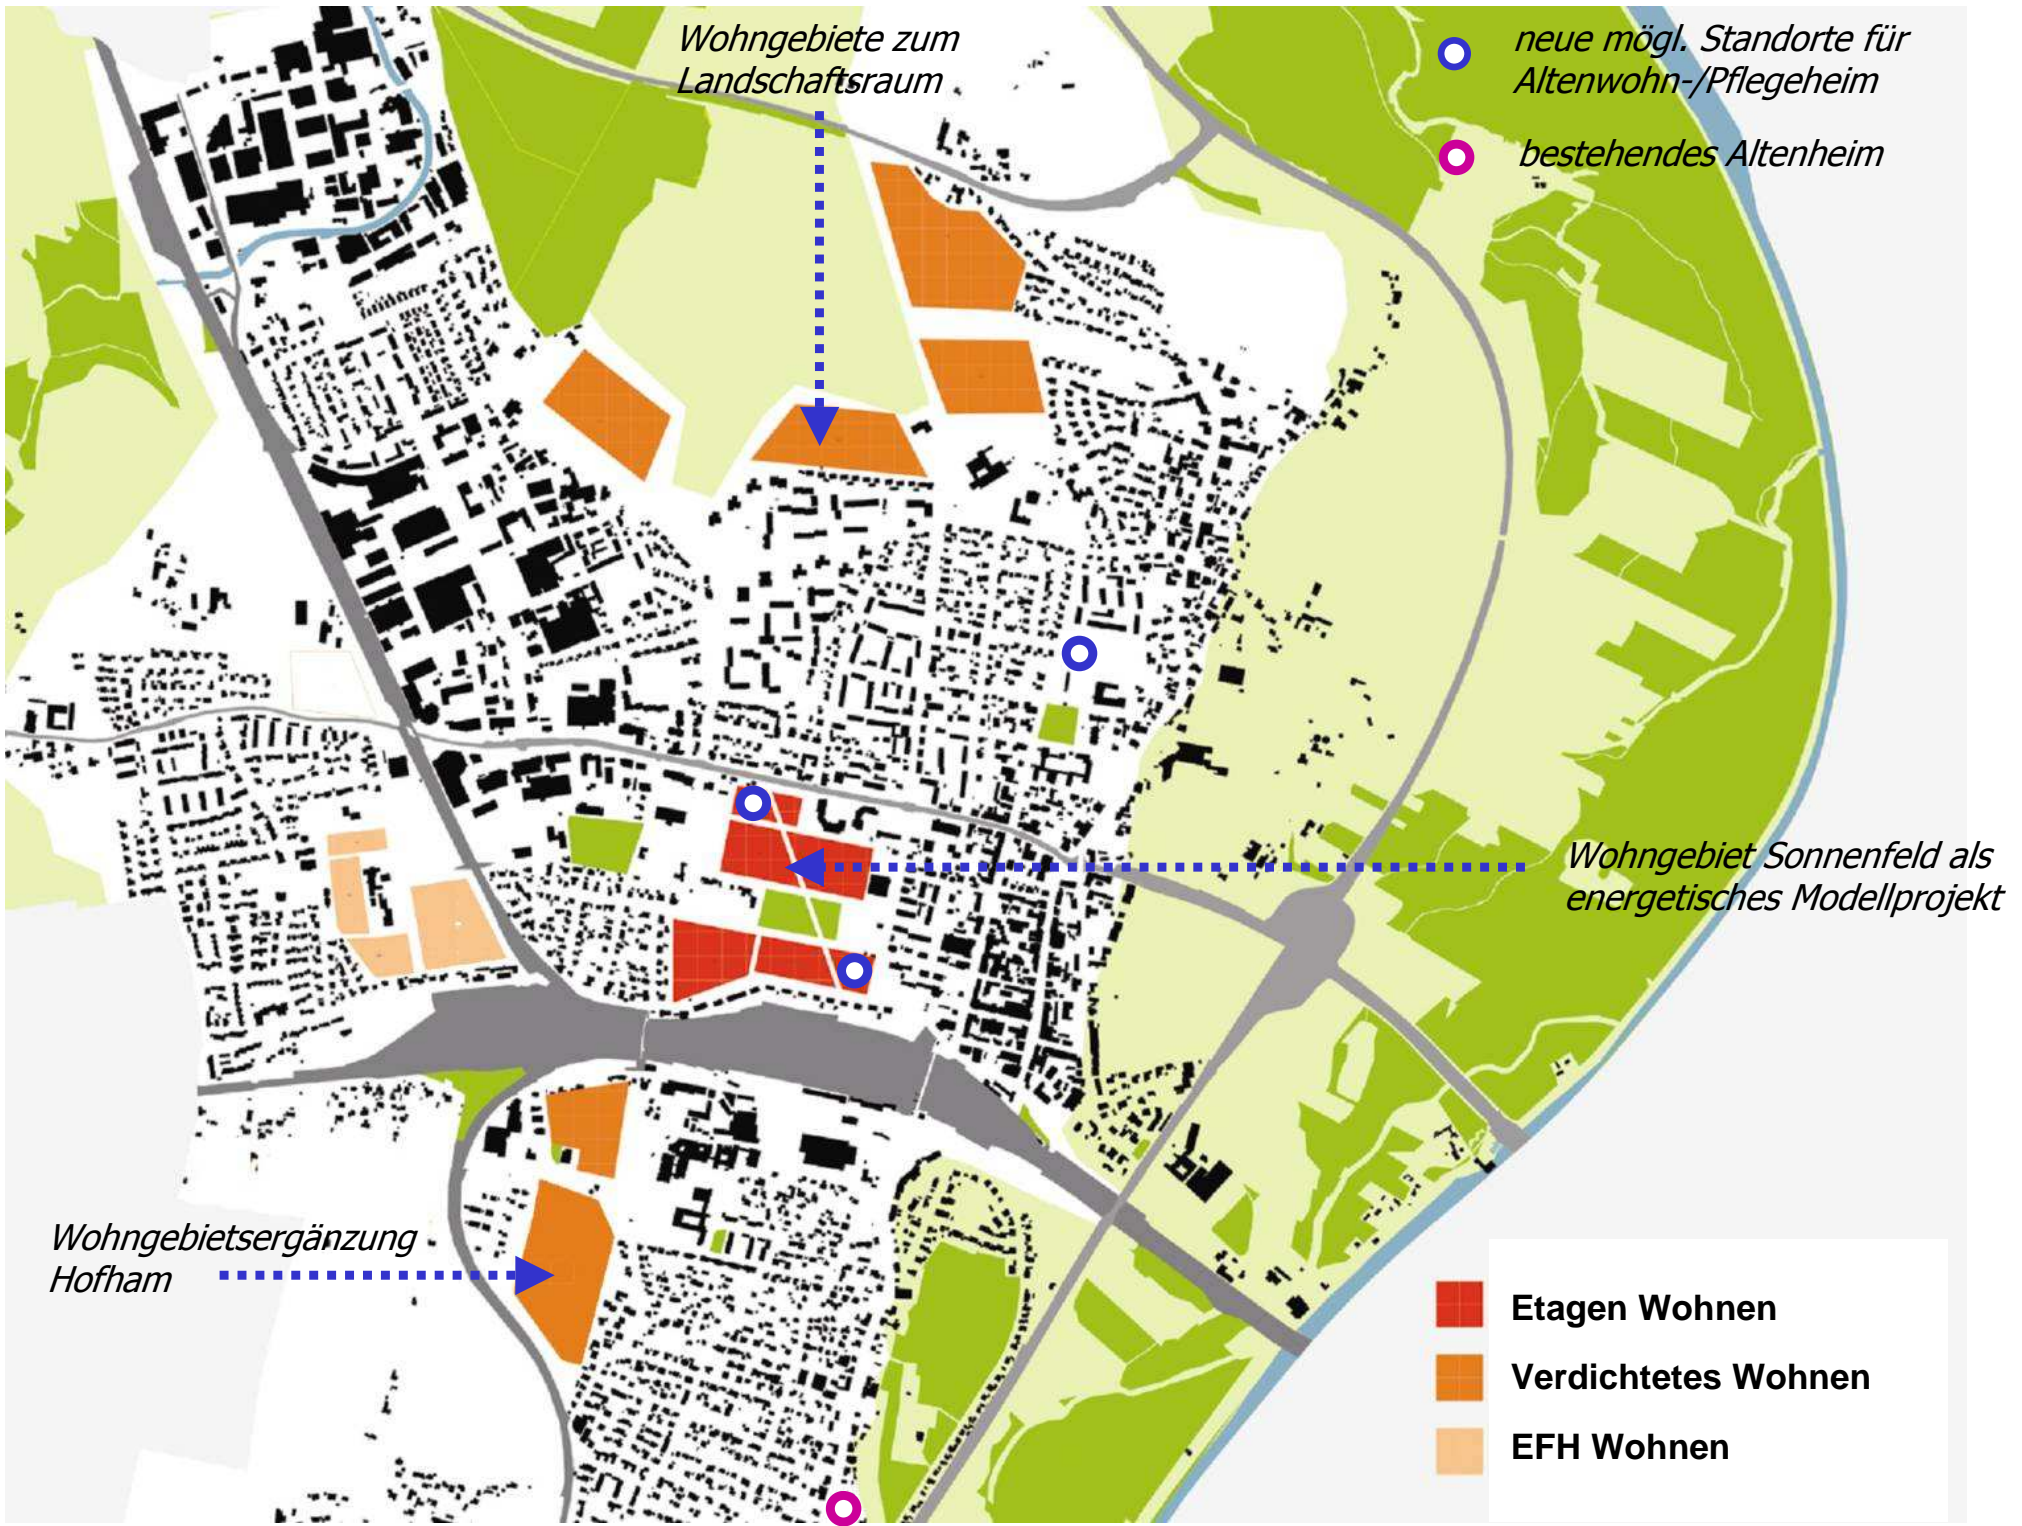 Wohngebiete zum
Landschaftsraum
neue mögl. Standorte für
Altenwohn-/Pflegeheim
bestehendes Altenheim
Wohngebiet Sonnenfeld als
energetisches Modellprojekt
Wohngebietsergänzung
Hofham
Etagen Wohnen
Verdichtetes Wohnen
EFH Wohnen